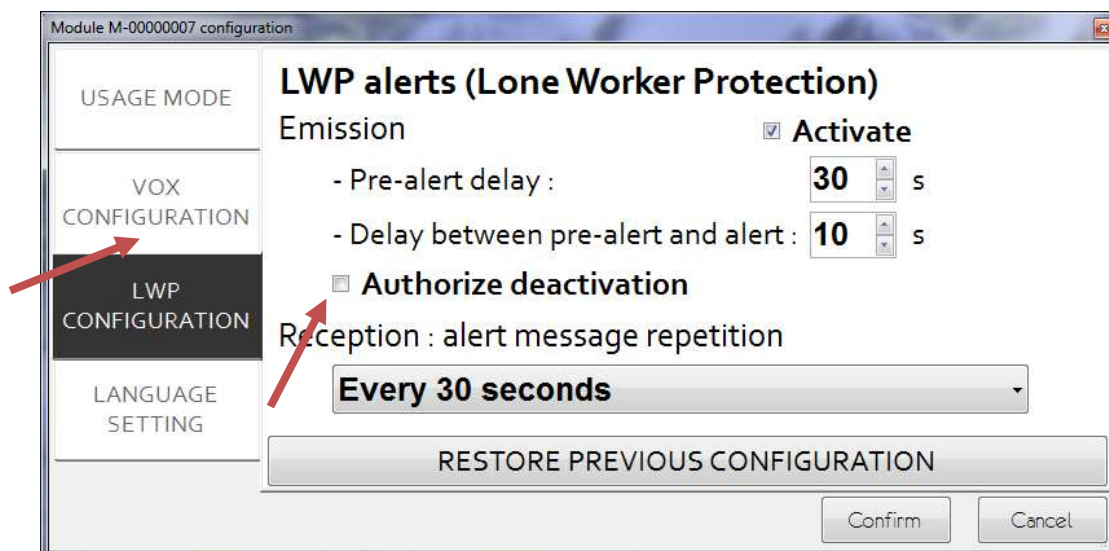 Module M-00000007 configuration
USAGE MODE
VOX
CONFIGURATION
LWP
CONFIGURATION
LANGUAGE
SETTING
LWP alerts (Lone Worker Protection)
Emission Activate
- Pre-alert delay : 30 s
- Delay between pre-alert and alert : 10 s
Authorize deactivation
Reception : alert message repetition
Every 30 seconds
RESTORE PREVIOUS CONFIGURATION
Confirm Cancel